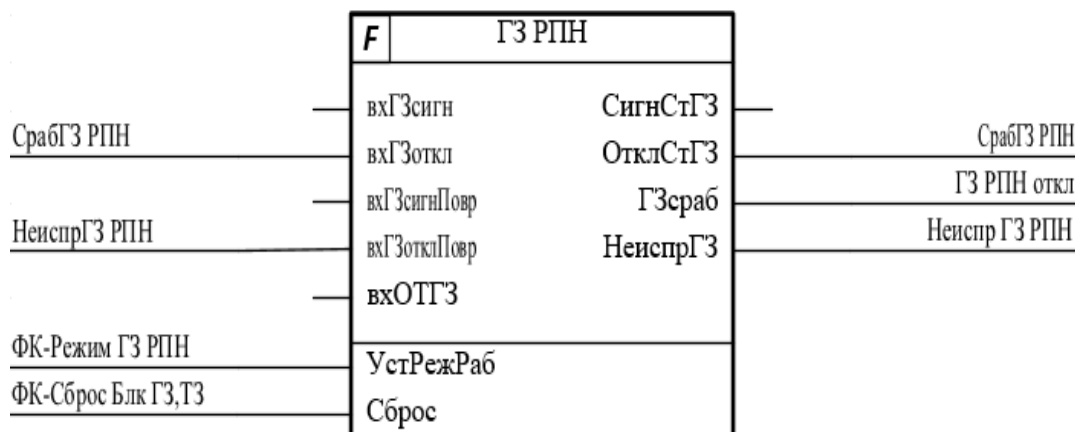 F ГЗ РПН
вхГЗсигн СигнСтГЗ
СрабГЗ РПН вхГЗоткл ОтклСтГЗ СрабГЗ РПН
вхГЗсигнПовр ГЗсраб ГЗ РПН откл
НеиспрГЗ РПН вхГЗотклПовр НеиспрГЗ Неиспр ГЗ РПН
вхОТГЗ
ФК-Режим ГЗ РПН УстРежРаб
ФК-Сброс Блк ГЗ,ТЗ Сброс